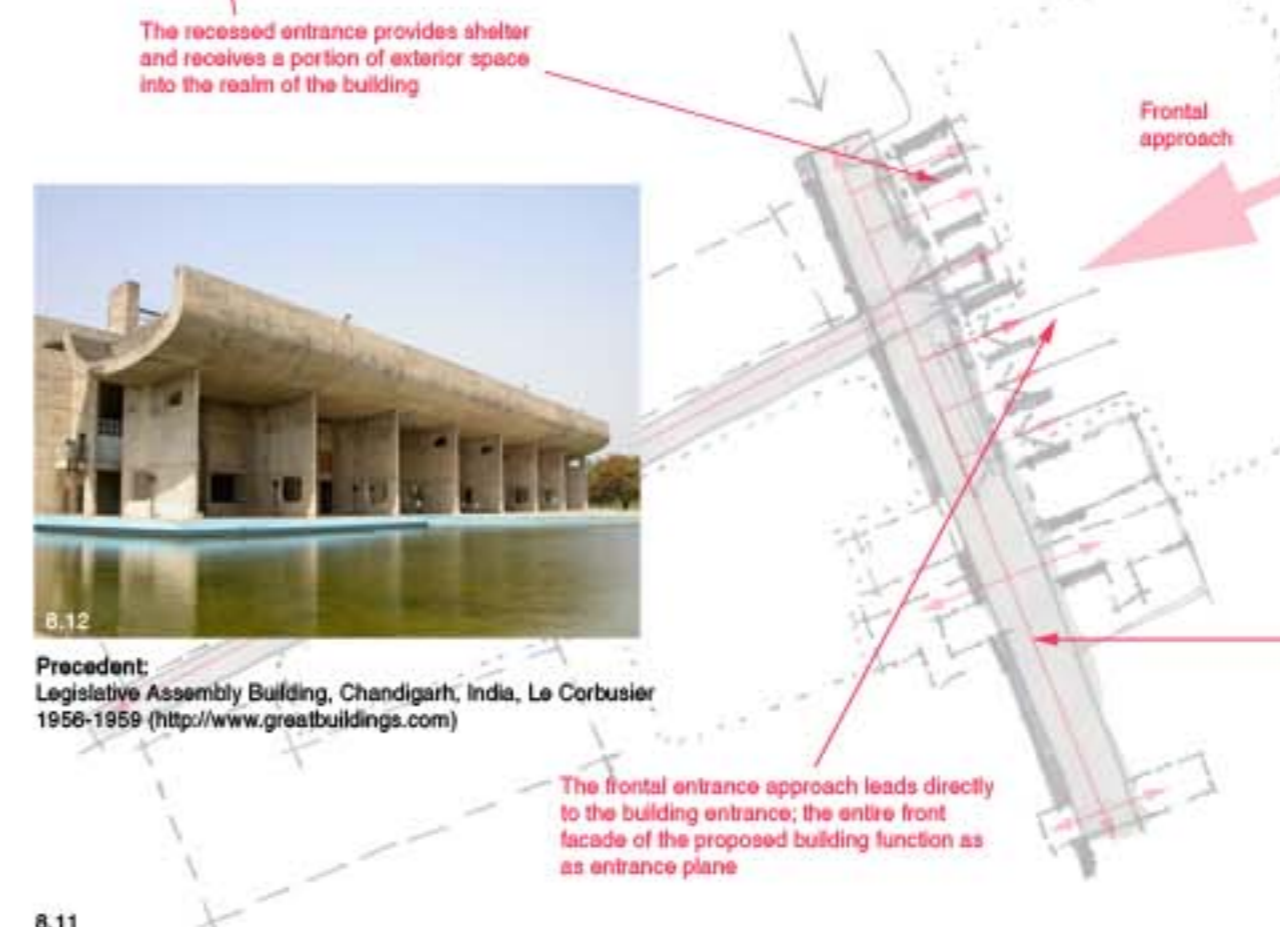 The recessed entrance provides shelter
and receives a portion of exterior space
into the realm of the building
Frontal
approach
8.12
Precedent:
Legislative Assembly Building, Chandigarh, India, Le Corbusier
1956-1959 (http://www.greatbuildings.com)
The frontal entrance approach leads directly
to the building entrance; the entire front
facade of the proposed building function as
as entrance plane
8.11